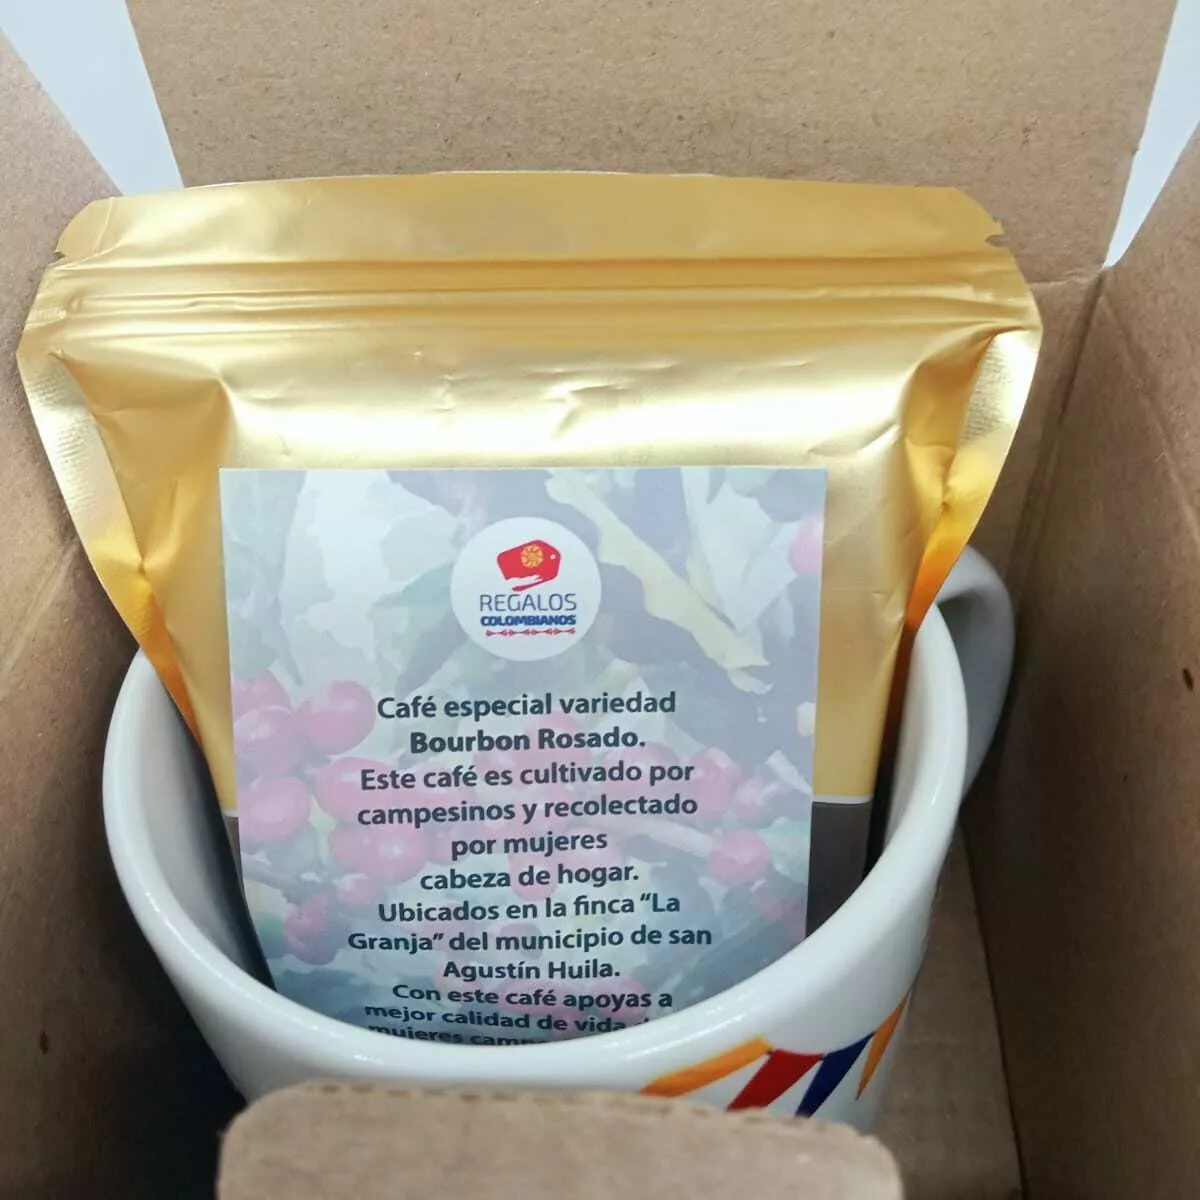 REGALOS
COLOMBIANOS
Café especial variedad
Bourbon Rosado.
Este café es cultivado por
campesinos y recolectado
por mujeres
cabeza de hogar.
Ubicados en la finca “La
Granja” del municipio de san
Agustín Huila.
Con este café apoyas a
mejor calidad de vida
mujeres